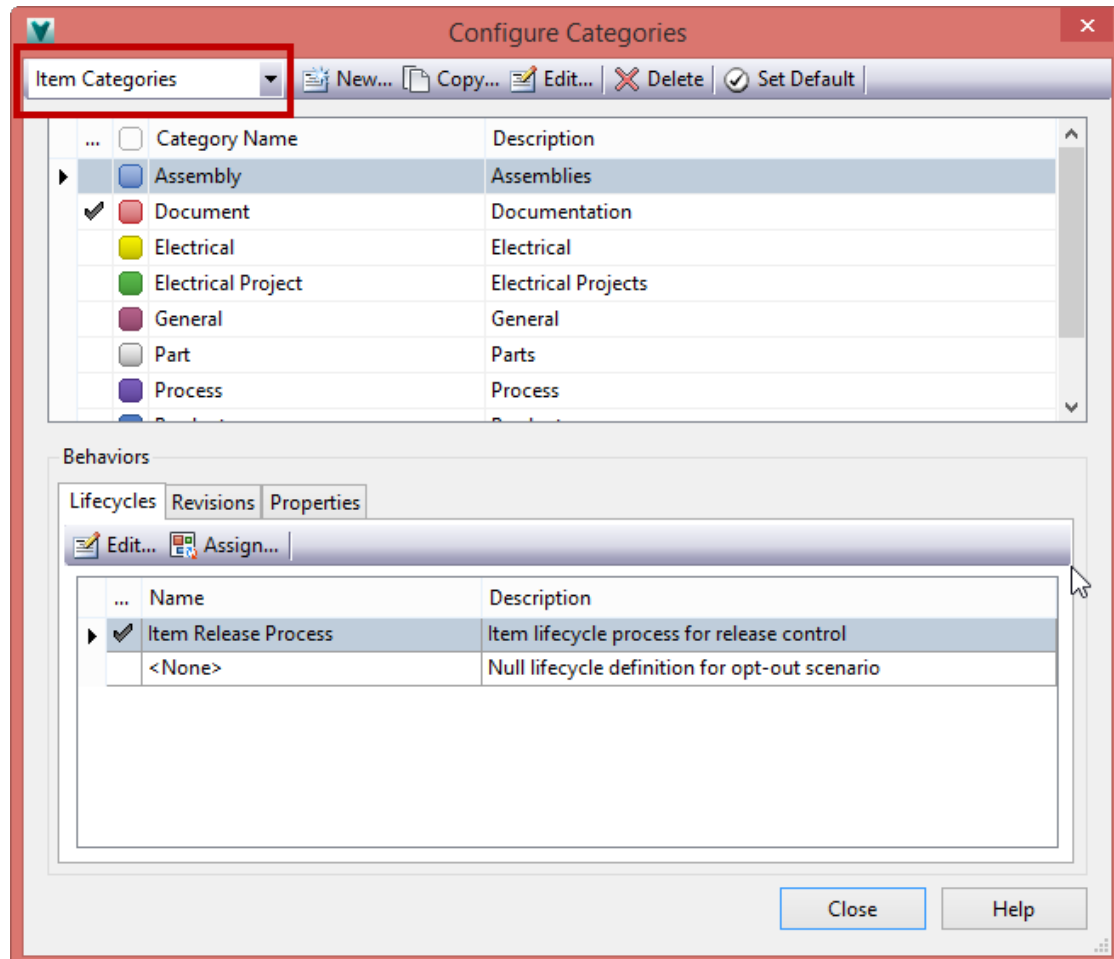 Configure Categories
Item Categories New... Copy... Edit... Delete Set Default
... Category Name Description
Assembly Assemblies
Document Documentation
Electrical Electrical
Electrical Project Electrical Projects
General General
Part Parts
Process Process
Behaviors
Lifecycles Revisions Properties
Edit... Assign...
... Name Description
Item Release Process Item lifecycle process for release control
<None> Null lifecycle definition for opt-out scenario
Close Help